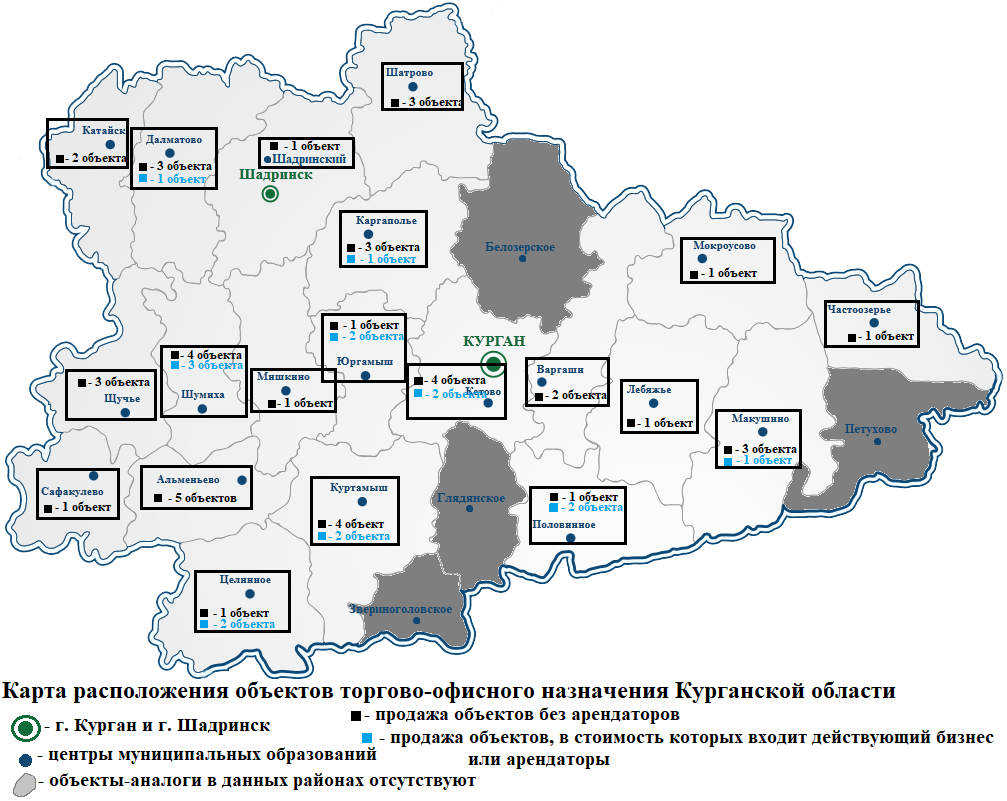 Шатрово
- 3 объекта
Катайск
- 2 объекта
Далматово
- 3 объекта
- 1 объект
- 1 объект
Шадринский
Шадринск
Каргаполье
- 3 объекта
- 1 объект
Белозерское
Мокроусово
- 1 объект
Частоозерье
- 1 объект
- 1 объект
- 2 объекта
Юргамыш
КУРГАН
- 4 объекта
- 3 объекта
Шумиха
- 3 объекта
Щучье
Мишкино
- 1 объект
- 4 объекта
- 2 объекта
Кетово
Варгаши
- 2 объекта
Лебяжье
- 1 объект
Макушино
- 3 объекта
- 1 объект
Петухово
Сафакулево
- 1 объект
Альменьево
- 5 объектов
Куртамыш
- 4 объект
- 2 объекта
Глядянское
- 1 объект
- 2 объекта
Половинное
Целинное
- 1 объект
- 2 объекта
Звериноголовское
Карта расположения объектов торгово-офисного назначения Курганской области
- г. Курган и г. Шадринск
- центры муниципальных образований
- объекты-аналоги в данных районах отсутствуют
- продажа объектов без арендаторов
- продажа объектов, в стоимость которых входит действующий бизнес
или арендаторы